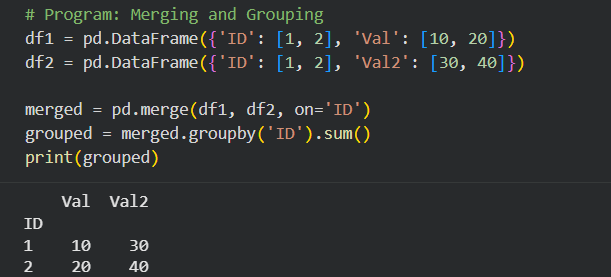 # Program: Merging and Grouping
df1 = pd.DataFrame({'ID': [1, 2], 'Val': [10, 20]})
df2 = pd.DataFrame({'ID': [1, 2], 'Val2': [30, 40]})
merged = pd.merge(df1, df2, on='ID')
grouped = merged.groupby('ID').sum()
print(grouped)
Val Val2
ID
1 10 30
2 20 40